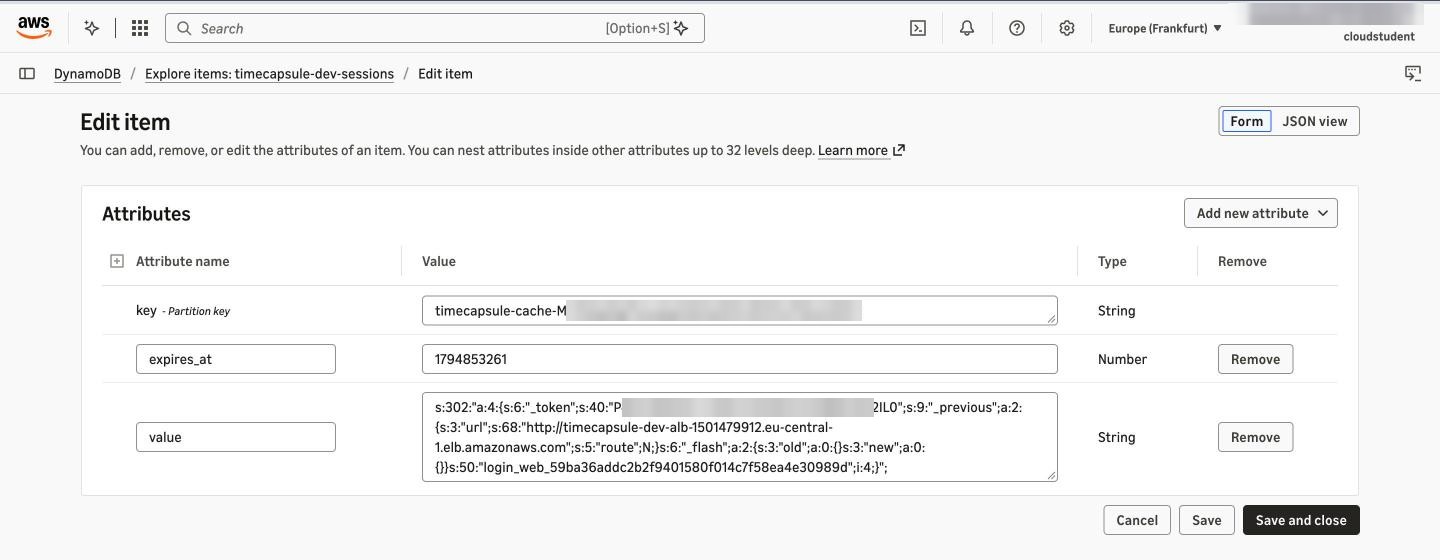 aws
Search [Option+S] Europe (Frankfurt)
cloudstudent
DynamoDB / Explore items: timecapsule-dev-sessions / Edit item
Edit item
Form JSON view
You can add, remove, or edit the attributes of an item. You can nest attributes inside other attributes up to 32 levels deep. Learn more
Attributes
Add new attribute
Attribute name Value Type Remove
key - Partition key timecapsule-cache-M String
expires_at 1794853261 Number Remove
s:302:"a:4:{s:6:"_token";s:40:"P 2IL0";s:9:"_previous";a:2:
{s:3:"url";s:68:"http://timecapsule-dev-alb-1501479912.eu-central-
value String Remove
1.elb.amazonaws.com";s:5:"route";N;}s:6:"_flash";a:2:{s:3:"old";a:0:{}s:3:"new";a:0:
{}}s:50:"login_web_59ba36addc2b2f9401580f014c7f58ea4e30989d";i:4;}";
Cancel Save Save and close